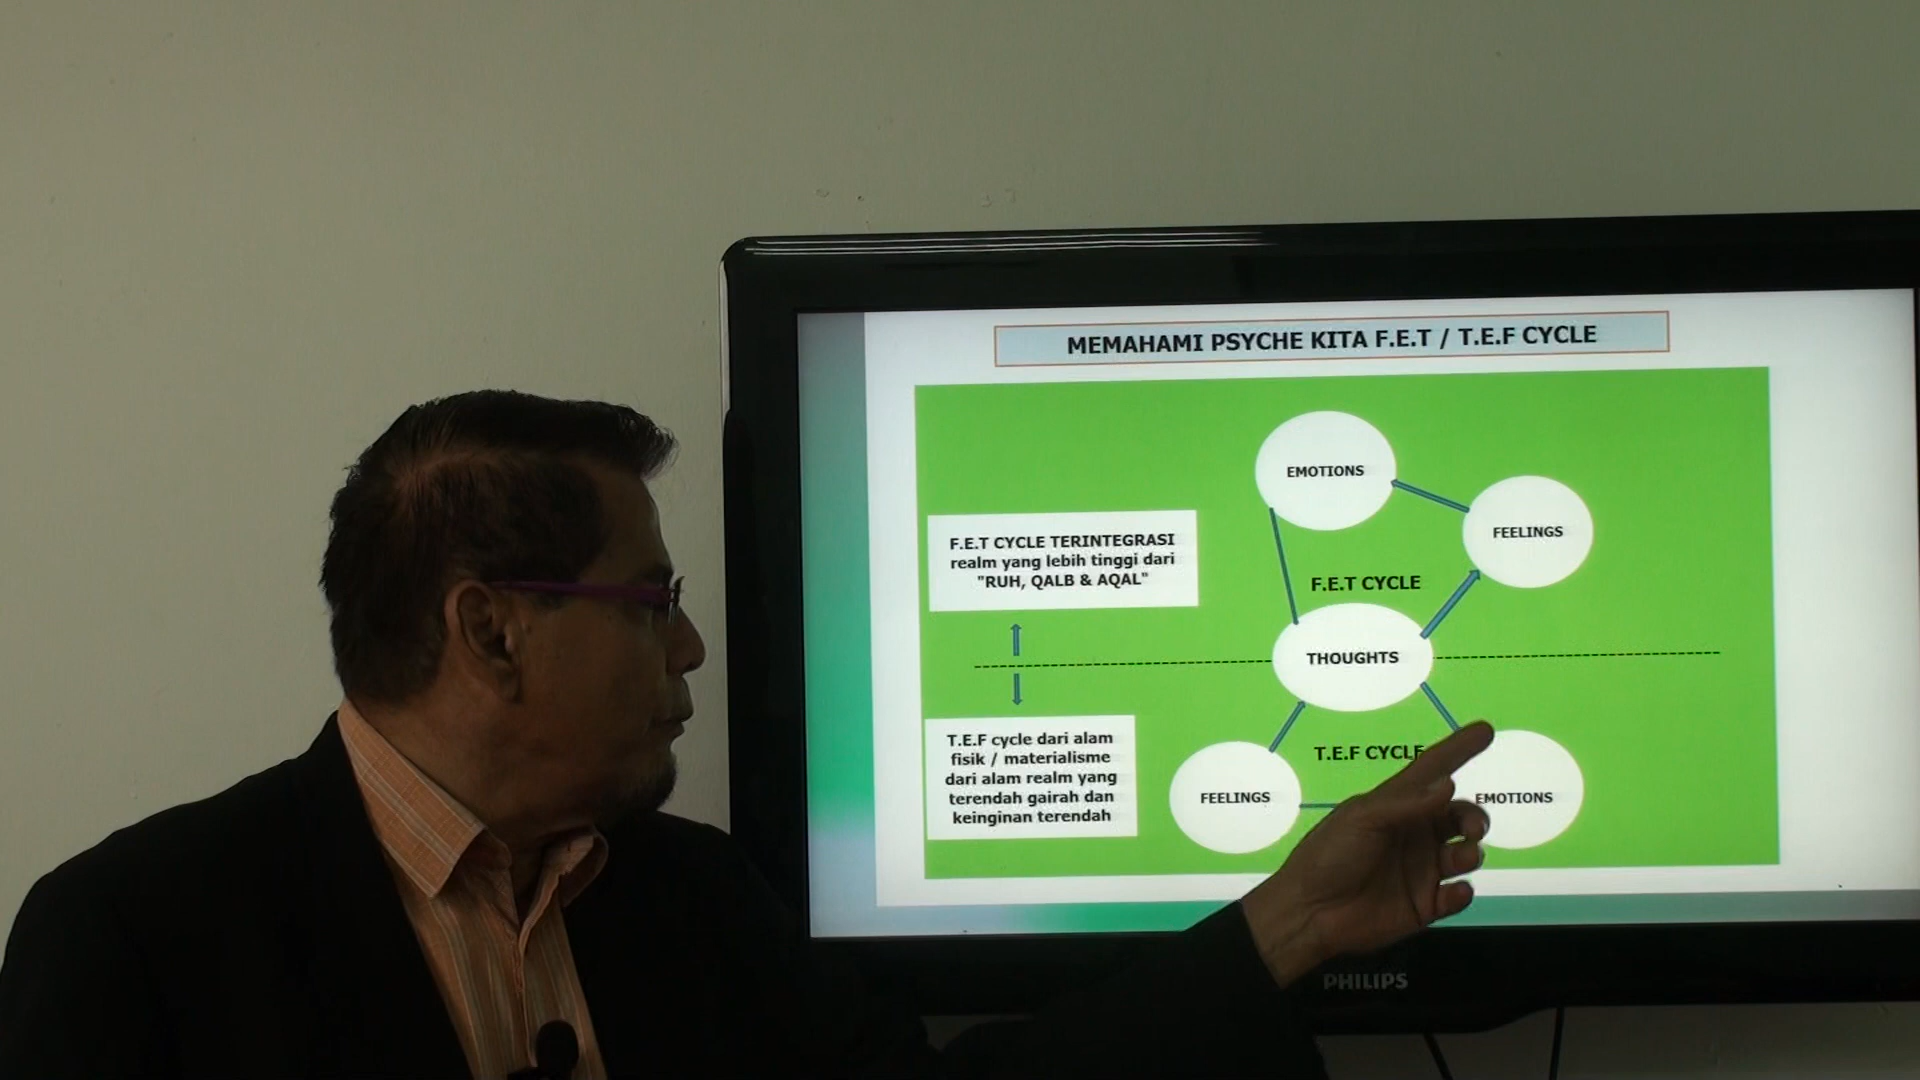 MEMAHAMI PSYCHE KITA F.E.T / T.E.F CYCLE
EMOTIONS
FEELINGS
F.E.T CYCLE TERINTEGRASI
realm yang lebih tinggi dari
"RUH, QALB & AQAL"
F.E.T CYCLE
THOUGHTS
T.E.F cycle dari alam
fisik / materialisme
dari alam realm yang
terendah gairah dan
keinginan terendah
T.E.F CYCLE
FEELINGS
EMOTIONS
PHILIPS